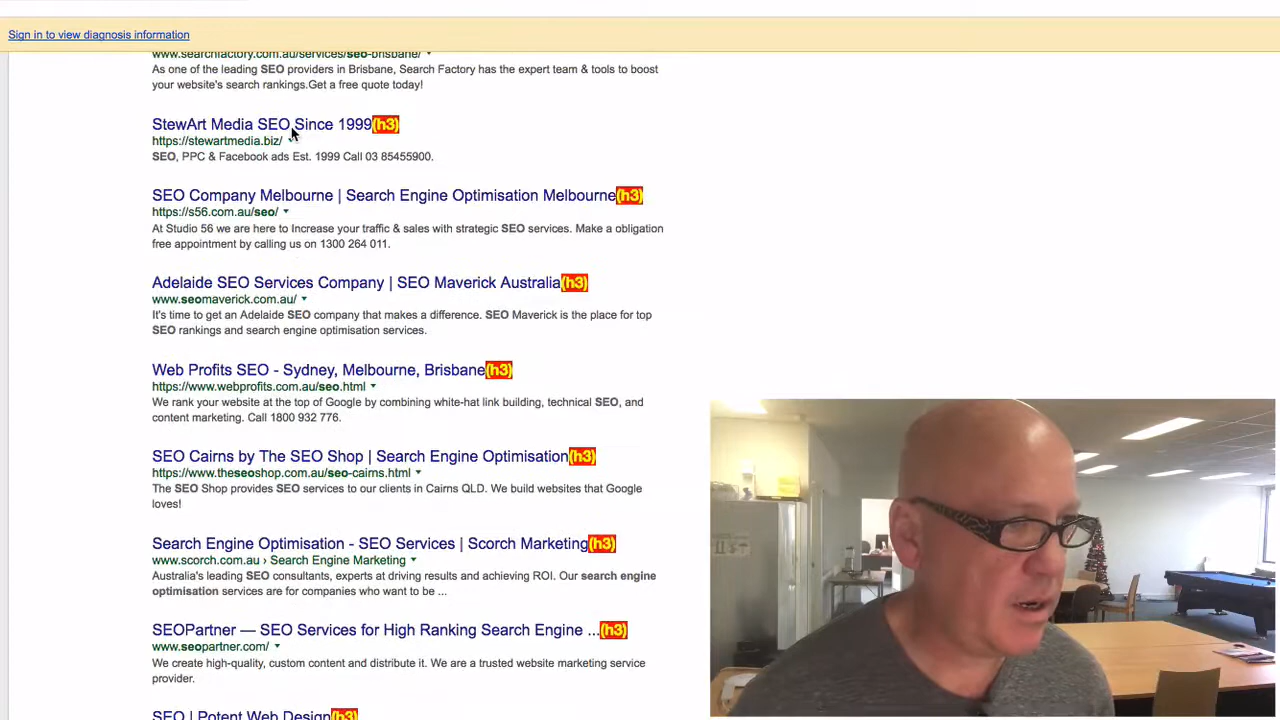 Sign in to view diagnosis information
www.searchfactory.com.au/services/seo-brisbane/
As one of the leading SEO providers in Brisbane, Search Factory has the expert team & tools to boost
your website's search rankings.Get a free quote today!
StewArt Media SEO Since 1999(h3)
https://stewartmedia.biz/
SEO, PPC & Facebook ads Est. 1999 Call 03 85455900.
SEO Company Melbourne | Search Engine Optimisation Melbourne(h3)
https://s56.com.au/seo/
At Studio 56 we are here to Increase your traffic & sales with strategic SEO services. Make a obligation
free appointment by calling us on 1300 264 011.
Adelaide SEO Services Company | SEO Maverick Australia(h3)
www.seomaverick.com.au/
It's time to get an Adelaide SEO company that makes a difference. SEO Maverick is the place for top
SEO rankings and search engine optimisation services.
Web Profits SEO - Sydney, Melbourne, Brisbane(h3)
https://www.webprofits.com.au/seo.html
We rank your website at the top of Google by combining white-hat link building, technical SEO, and
content marketing. Call 1800 932 776.
SEO Cairns by The SEO Shop | Search Engine Optimisation(h3)
https://www.theseoshop.com.au/seo-cairns.html
The SEO Shop provides SEO services to our clients in Cairns QLD. We build websites that Google
loves!
Search Engine Optimisation - SEO Services | Scorch Marketing(h3)
www.scorch.com.au › Search Engine Marketing
Australia's leading SEO consultants, experts at driving results and achieving ROI. Our search engine
optimisation services are for companies who want to be ...
SEOPartner — SEO Services for High Ranking Search Engine ...(h3)
www.seopartner.com/
We create high-quality, custom content and distribute it. We are a trusted website marketing service
provider.
SEO | Potent Web Design(h3)